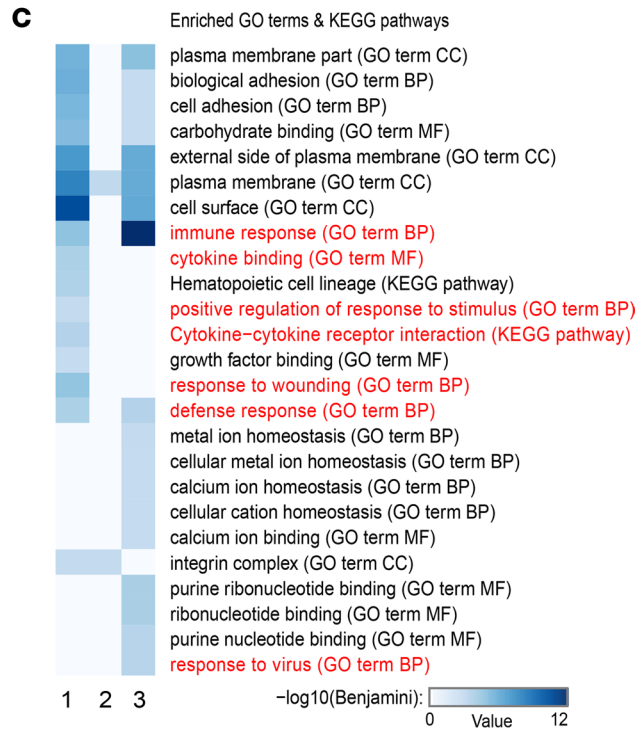 c
Enriched GO terms & KEGG pathways
plasma membrane part (GO term CC)
biological adhesion (GO term BP)
cell adhesion (GO term BP)
carbohydrate binding (GO term MF)
external side of plasma membrane (GO term CC)
plasma membrane (GO term CC)
cell surface (GO term CC)
immune response (GO term BP)
cytokine binding (GO term MF)
Hematopoietic cell lineage (KEGG pathway)
positive regulation of response to stimulus (GO term BP)
Cytokine−cytokine receptor interaction (KEGG pathway)
growth factor binding (GO term MF)
response to wounding (GO term BP)
defense response (GO term BP)
metal ion homeostasis (GO term BP)
cellular metal ion homeostasis (GO term BP)
calcium ion homeostasis (GO term BP)
cellular cation homeostasis (GO term BP)
calcium ion binding (GO term MF)
integrin complex (GO term CC)
purine ribonucleotide binding (GO term MF)
ribonucleotide binding (GO term MF)
purine nucleotide binding (GO term MF)
response to virus (GO term BP)
1 2 3 −log10(Benjamini):
0 Value 12